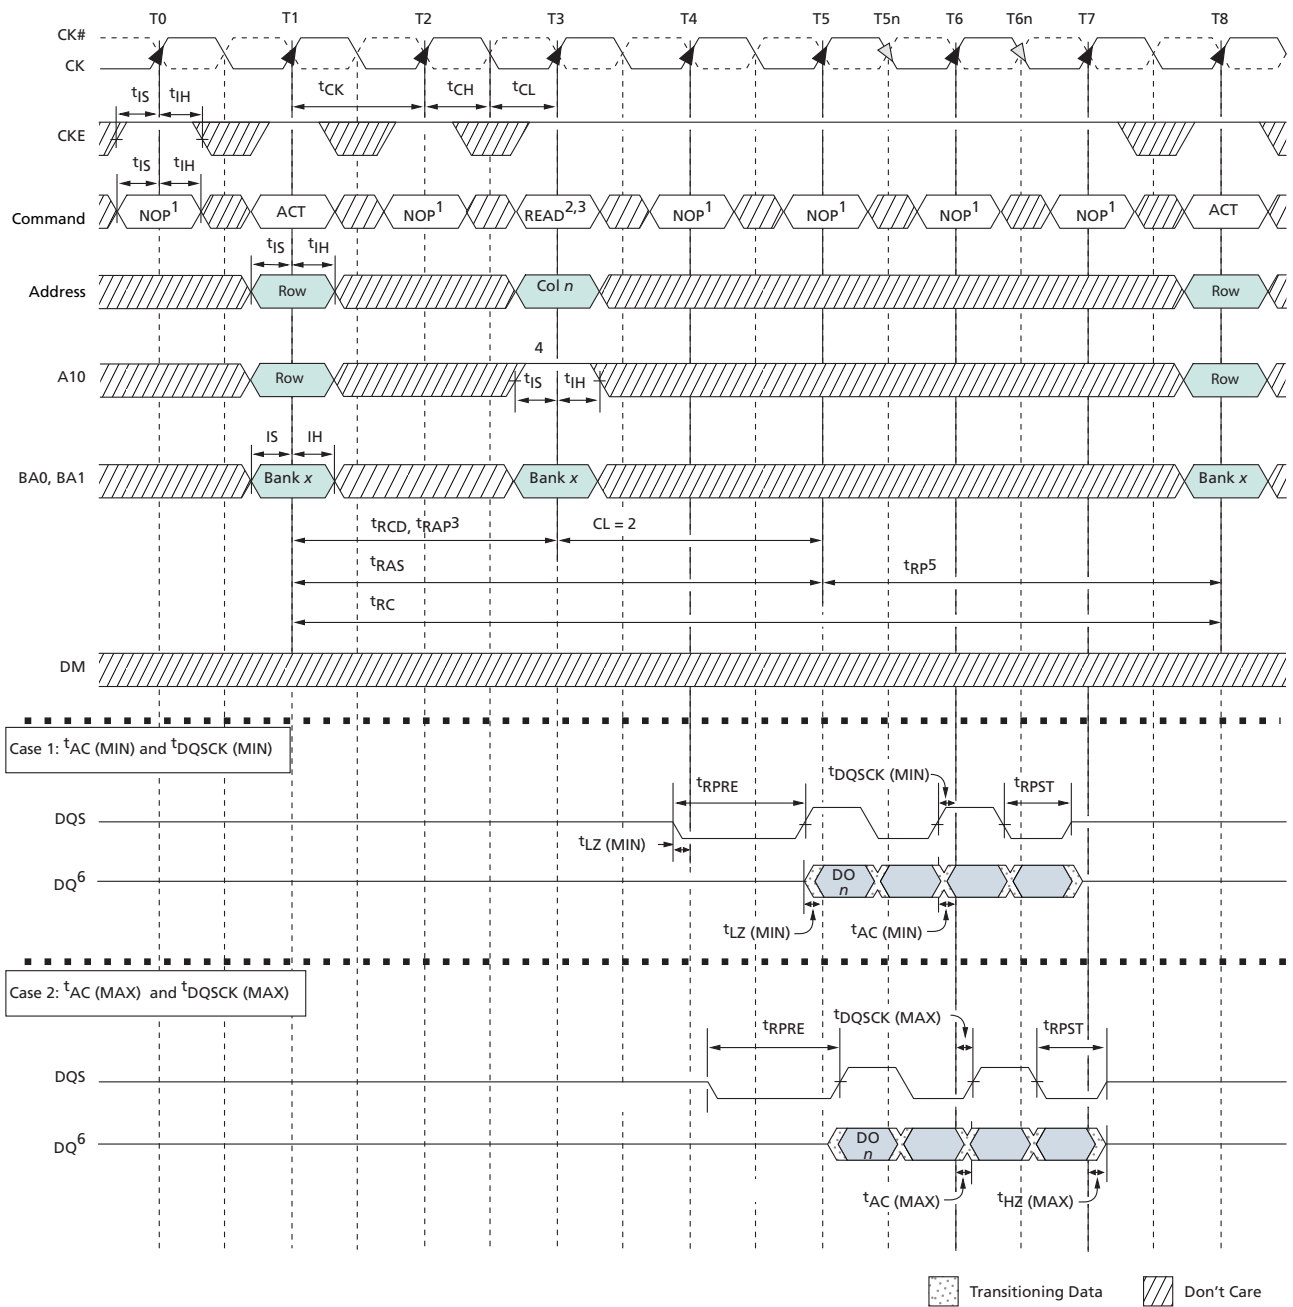 T0 T1 T2 T3 T4 T5 T5n T6 T6n T7 T8
CK#
CK
tCK tCH tCL
tIS tIH
CKE
tIS tIH
Command NOP1 ACT NOP1 READ2,3 NOP1 NOP1 NOP1 NOP1 ACT
tIS tIH
Address Row Col n Row
4
A10 Row tIS tIH Row
IS IH
BA0, BA1 Bank x Bank x Bank x
tRCD, tRAP3 CL = 2
tRAS tRP5
tRC
DM
Case 1: tAC (MIN) and tDQSCK (MIN)
tRPRE tDQSCK (MIN) tRPST
DQS
tLZ (MIN)
DQ6 DO
n
tLZ (MIN) tAC (MIN)
Case 2: tAC (MAX) and tDQSCK (MAX)
tRPRE tDQSCK (MAX) tRPST
DQS
DQ6 DO
n
tAC (MAX) tHZ (MAX)
Transitioning Data Don't Care